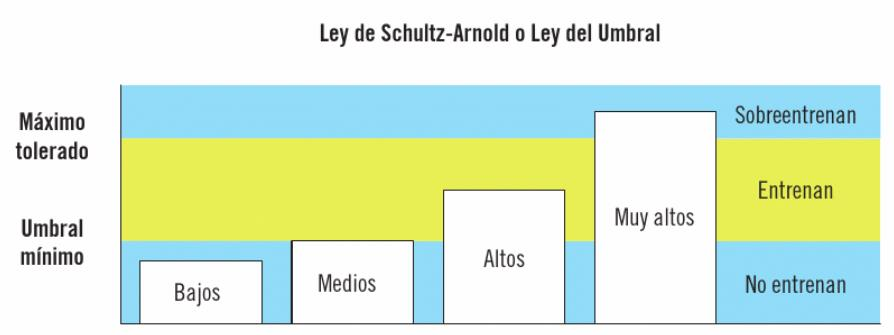 Ley de Schultz-Arnold o Ley del Umbral
Máximo
tolerado
Umbral
mínimo
Bajos
Medios
Altos
Muy altos
Sobreentrenan
Entrenan
No entrenan